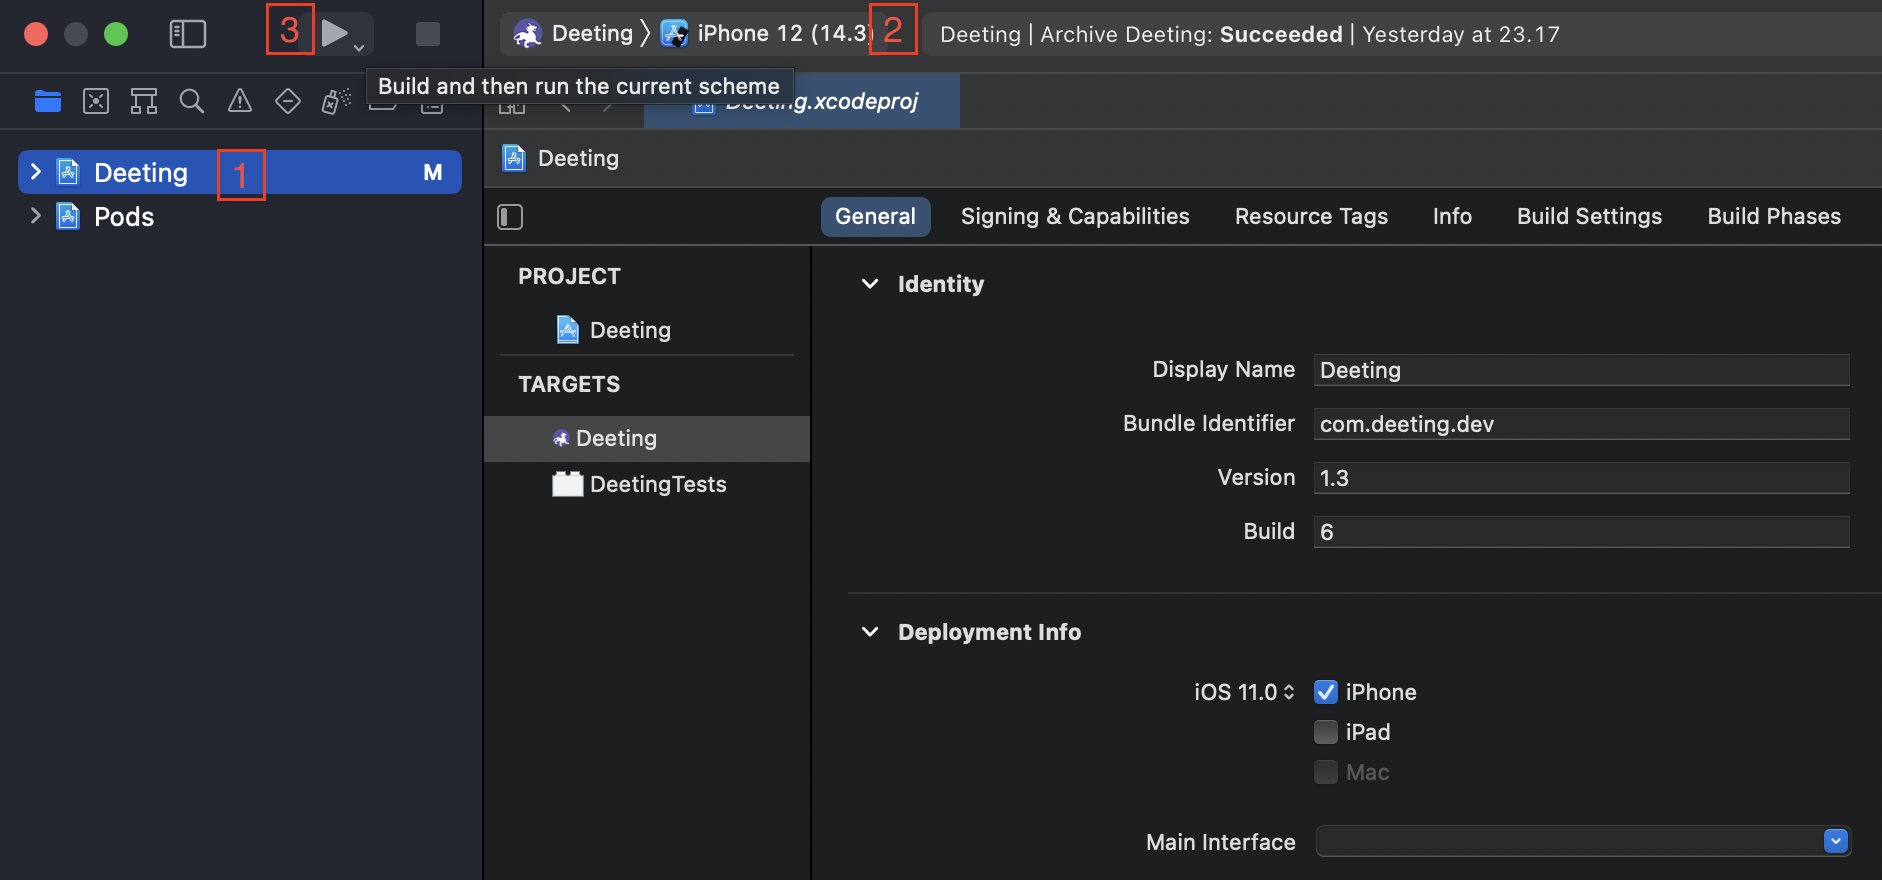 3
Deeting
iPhone 12 (14.3)
2
Deeting | Archive Deeting: Succeeded | Yesterday at 23.17
Build and then run the current scheme
Deeting.xcodeproj
Deeting
1
M
Pods
Deeting
General
Signing & Capabilities
Resource Tags
Info
Build Settings
Build Phases
PROJECT
Deeting
TARGETS
Deeting
DeetingTests
Identity
Display Name
Deeting
Bundle Identifier
com.deeting.dev
Version
1.3
Build
6
Deployment Info
iOS 11.0
iPhone
iPad
Mac
Main Interface